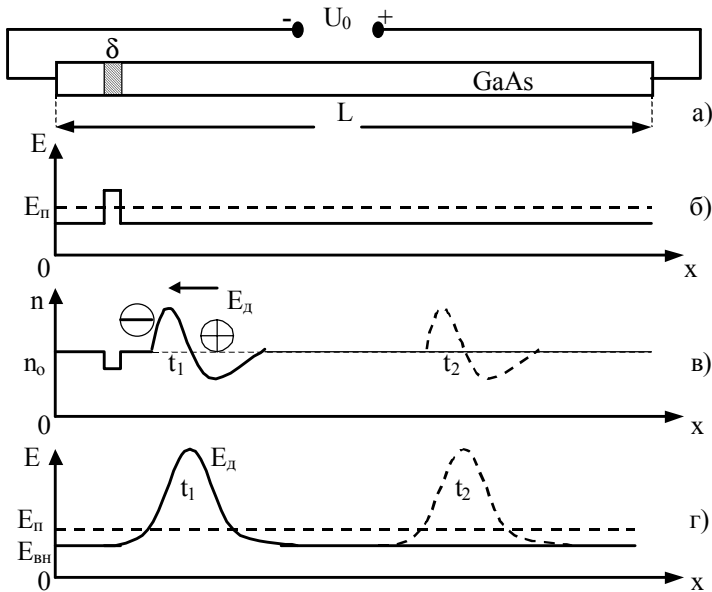 - U₀ +
δ
GaAs
L
а)
E
Eп
б)
0
x
n
Eд
n₀
t₁
t₂
в)
0
x
E
Eд
t₁
t₂
Eп
г)
Eвн
0
x